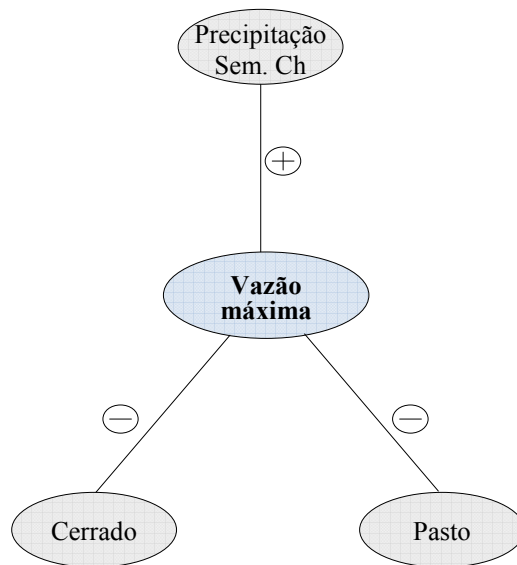 Precipitação
Sem. Ch
+
Vazão
máxima
−
−
Cerrado
Pasto